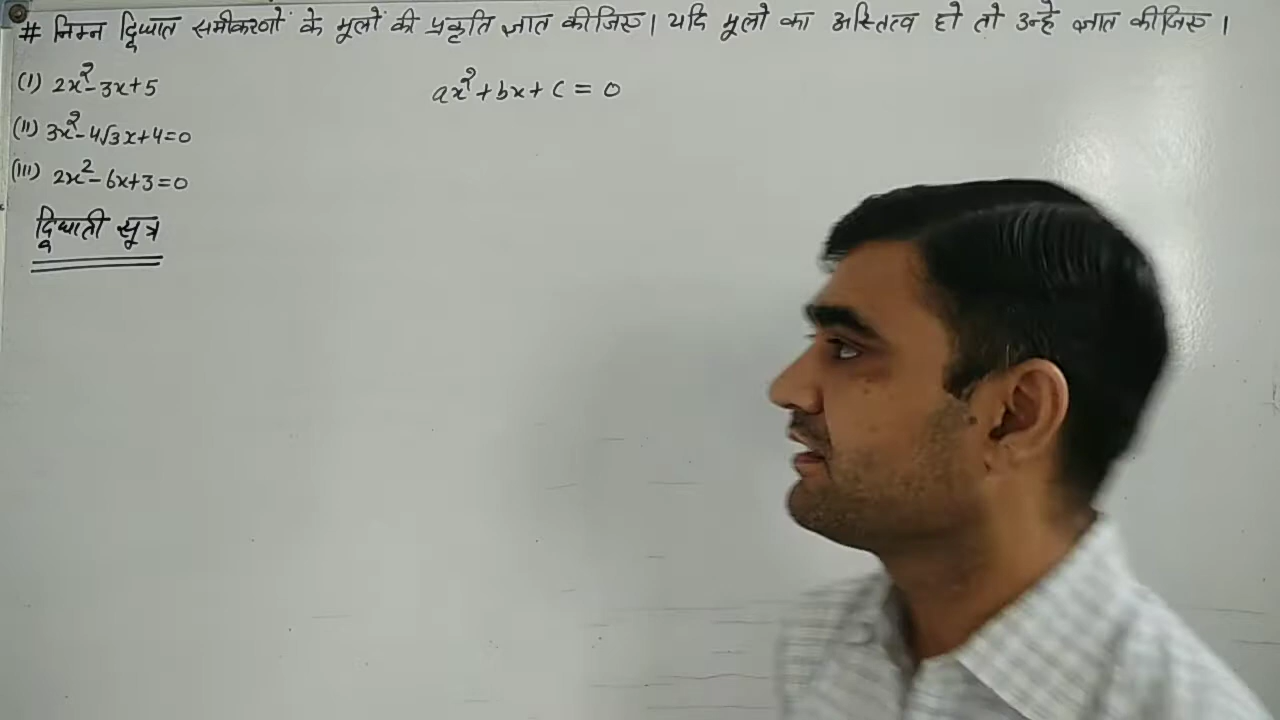 # निम्न द्विघात समीकरणों के मूलों की प्रकृति ज्ञात कीजिए। यदि मूलो का अस्तित्व हो तो उन्हे ज्ञात कीजिए।
(I) 2x²-3x+5
ax²+bx+c=0
(II) 3x²-4√3x+4=0
(III) 2x²-6x+3=0
द्विघाती सूत्र